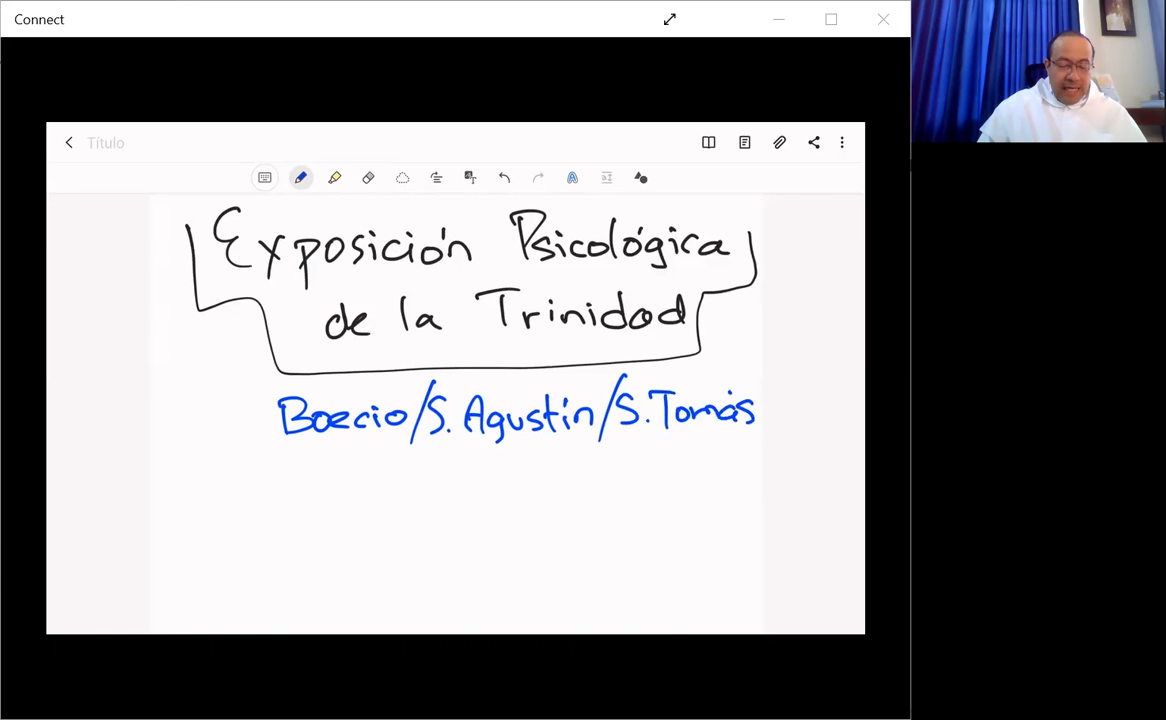 Connect
Título
Exposición Psicológica
de la Trinidad
Boecio/S. Agustín/S. Tomás